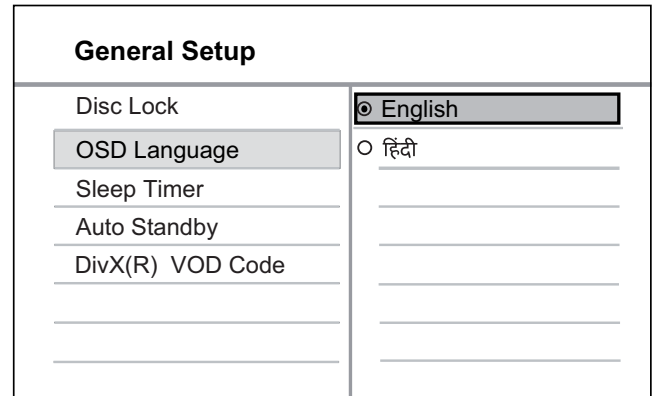 General Setup
Disc Lock
OSD Language
Sleep Timer
Auto Standby
DivX(R) VOD Code
English
हिंदी